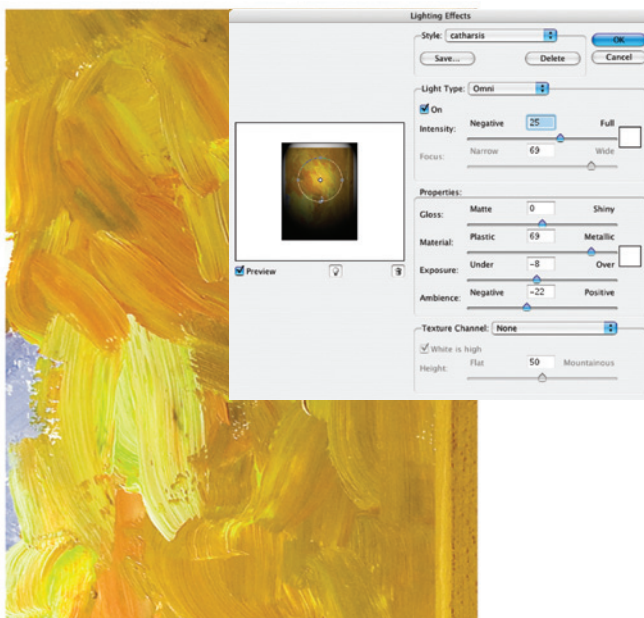 Lighting Effects
Style: catharsis
OK
Save...
Delete
Cancel
Light Type: Omni
On
Intensity: Negative 25 Full
Focus: Narrow 69 Wide
Properties:
Gloss: Matte 0 Shiny
Material: Plastic 69 Metallic
Exposure: Under -8 Over
Ambience: Negative -22 Positive
Preview
Texture Channel: None
White is high
Height: Flat 50 Mountainous